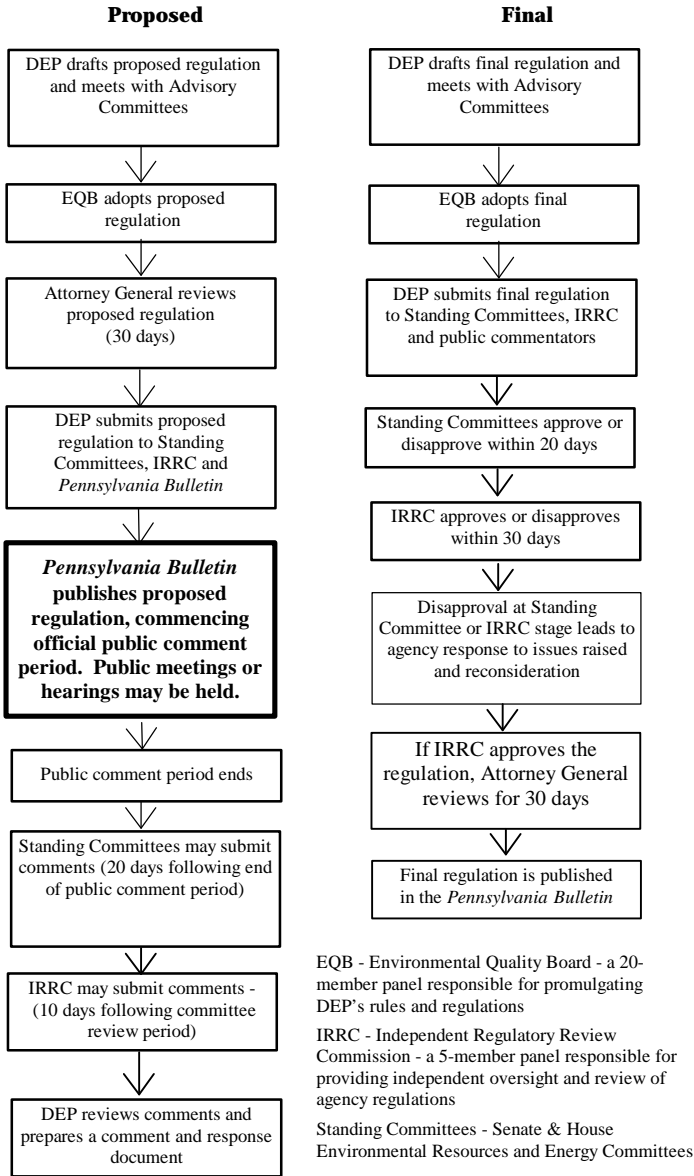 Proposed
DEP drafts proposed regulation
and meets with Advisory
Committees
EQB adopts proposed
regulation
Attorney General reviews
proposed regulation
(30 days)
DEP submits proposed
regulation to Standing
Committees, IRRC and
Pennsylvania Bulletin
Pennsylvania Bulletin
publishes proposed
regulation, commencing
official public comment
period.  Public meetings or
hearings may be held.
Public comment period ends
Standing Committees may submit
comments (20 days following end
of public comment period)
IRRC may submit comments -
(10 days following committee
review period)
DEP reviews comments and
prepares a comment and response
document
Final
DEP drafts final regulation and
meets with Advisory
Committees
EQB adopts final
regulation
DEP submits final regulation
to Standing Committees, IRRC
and public commentators
Standing Committees approve or
disapprove within 20 days
IRRC approves or disapproves
within 30 days
Disapproval at Standing
Committee or IRRC stage leads to
agency response to issues raised
and reconsideration
If IRRC approves the
regulation, Attorney General
reviews for 30 days
Final regulation is published
in the Pennsylvania Bulletin
EQB - Environmental Quality Board - a 20-
member panel responsible for promulgating
DEP's rules and regulations
IRRC - Independent Regulatory Review
Commission - a 5-member panel responsible for
providing independent oversight and review of
agency regulations
Standing Committees - Senate & House
Environmental Resources and Energy Committees